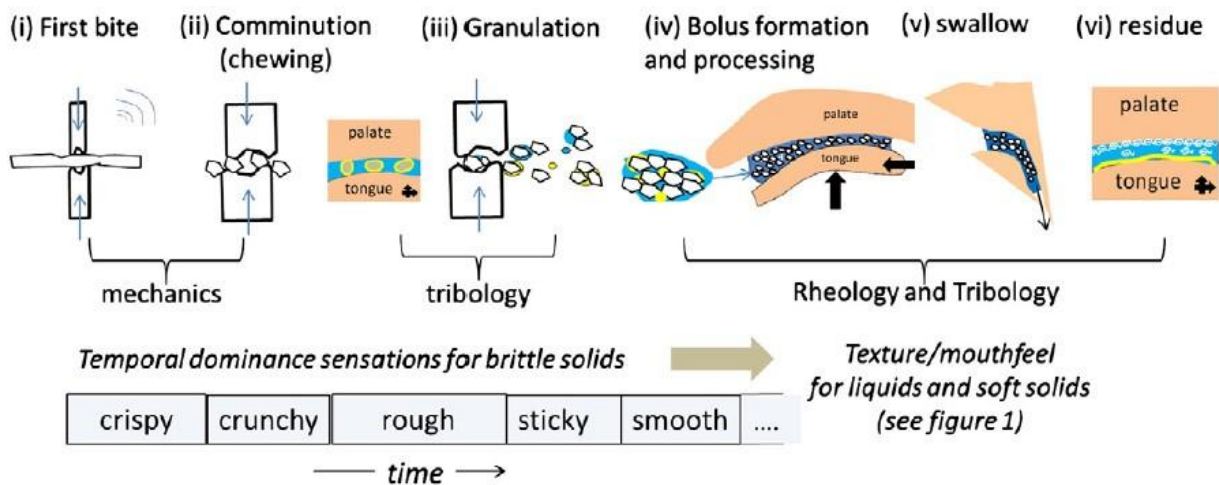 (i) First bite
(ii) Comminution
(chewing)
(iii) Granulation
(iv) Bolus formation
and processing
(v) swallow
(vi) residue
palate
tongue
palate
tongue
palate
tongue
mechanics
tribology
Rheology and Tribology
Temporal dominance sensations for brittle solids
Texture/mouthfeel
for liquids and soft solids
(see figure 1)
crispy crunchy rough sticky smooth ....
time